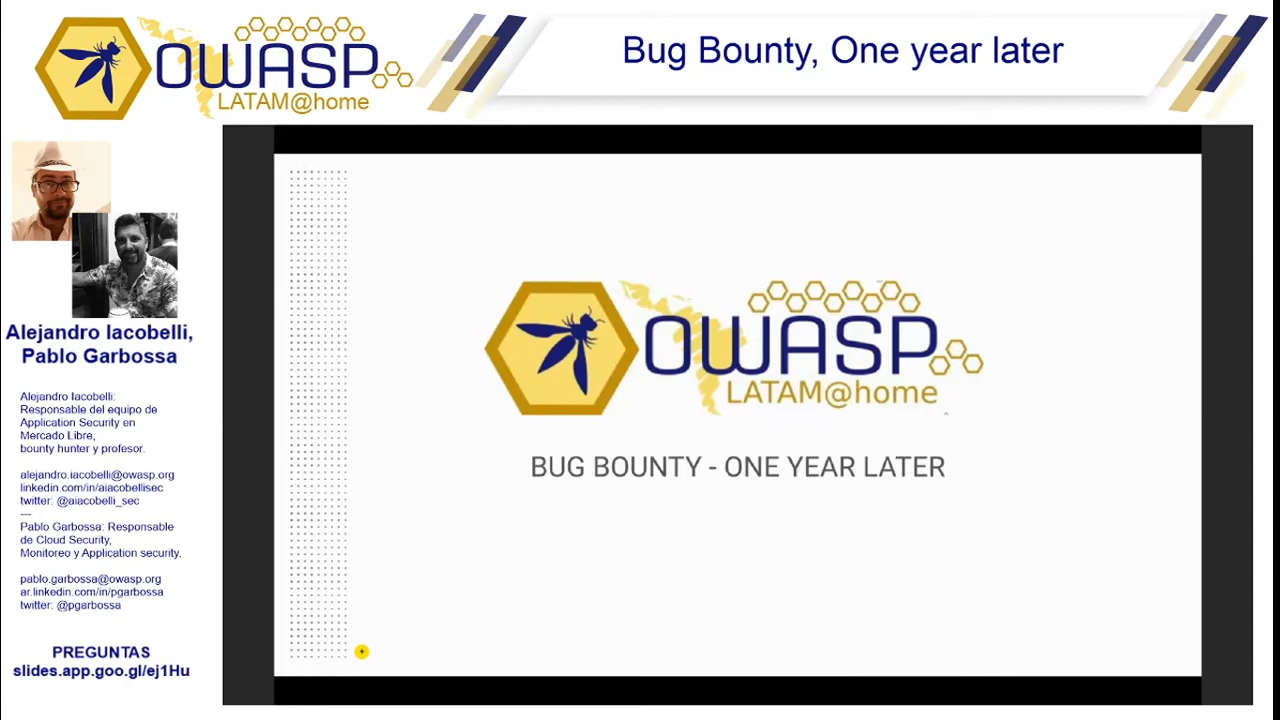 OWASP
LATAM@home
Bug Bounty, One year later
Alejandro Iacobelli,
Pablo Garbossa
Alejandro Iacobelli:
Responsable del equipo de
Application Security en
Mercado Libre,
bounty hunter y profesor.
alejandro.iacobelli@owasp.org
linkedin.com/in/aiacobellisec
twitter: @aiacobelli_sec
---
Pablo Garbossa: Responsable
de Cloud Security,
Monitoreo y Application security.
pablo.garbossa@owasp.org
ar.linkedin.com/in/pgarbossa
twitter: @pgarbossa
PREGUNTAS
slides.app.goo.gl/ej1Hu
OWASP
LATAM@home
BUG BOUNTY - ONE YEAR LATER